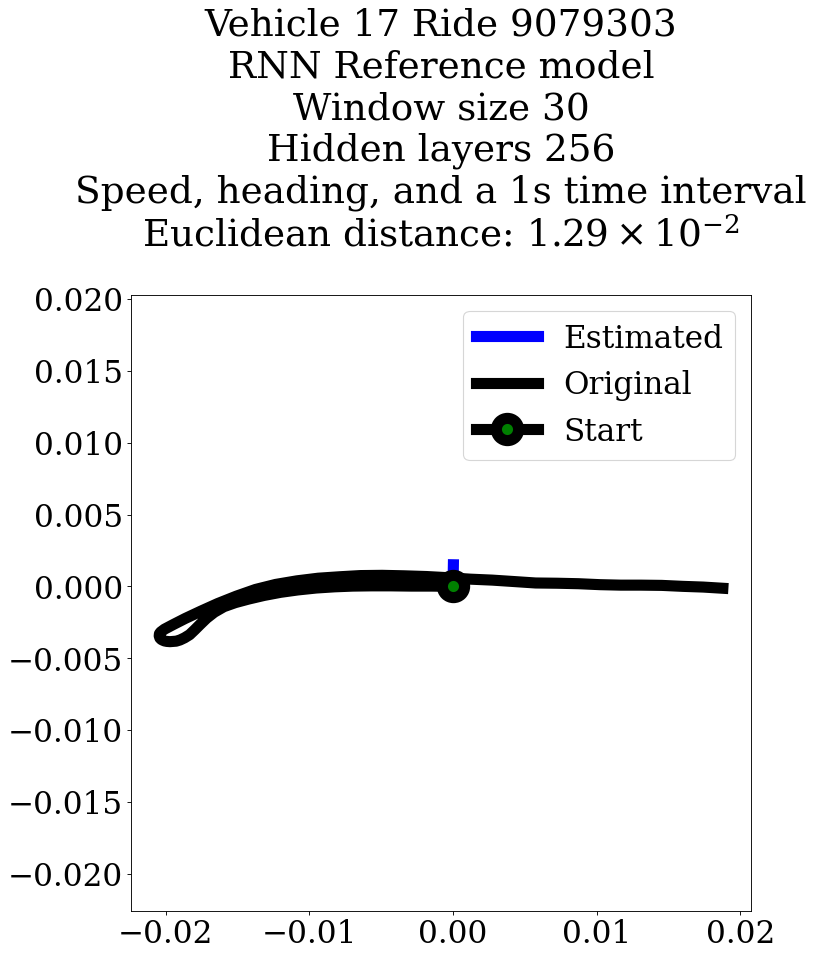 Vehicle 17 Ride 9079303
RNN Reference model
Window size 30
Hidden layers 256
Speed, heading, and a 1s time interval
Euclidean distance: 1.29 × 10⁻²
Estimated
Original
Start
0.020
0.015
0.010
0.005
0.000
−0.005
−0.010
−0.015
−0.020
−0.02 −0.01 0.00 0.01 0.02